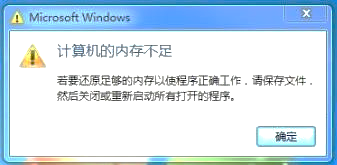 Microsoft Windows
计算机的内存不足
若要还原足够的内存以使程序正确工作，请保存文件，
然后关闭或重新启动所有打开的程序。
确定